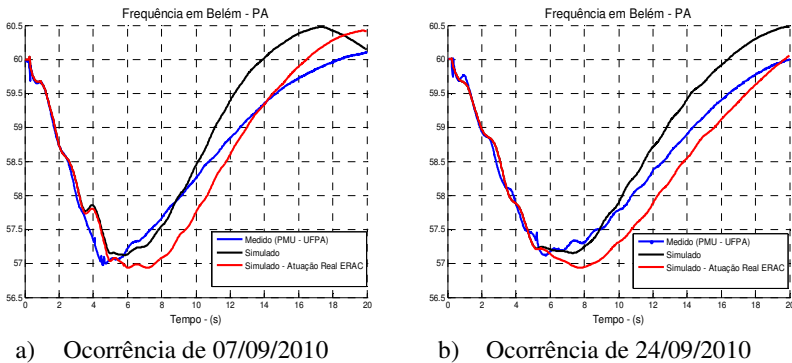 Frequência em Belém - PA
60.5
60
59.5
59
58.5
58
57.5
57
56.5
0 2 4 6 8 10 12 14 16 18 20
Tempo - (s)
Medido (PMU - UFPA)
Simulado
Simulado - Atuação Real ERAC
a) Ocorrência de 07/09/2010
Frequência em Belém - PA
60.5
60
59.5
59
58.5
58
57.5
57
56.5
0 2 4 6 8 10 12 14 16 18 20
Tempo - (s)
Medido (PMU - UFPA)
Simulado
Simulado - Atuação Real ERAC
b) Ocorrência de 24/09/2010